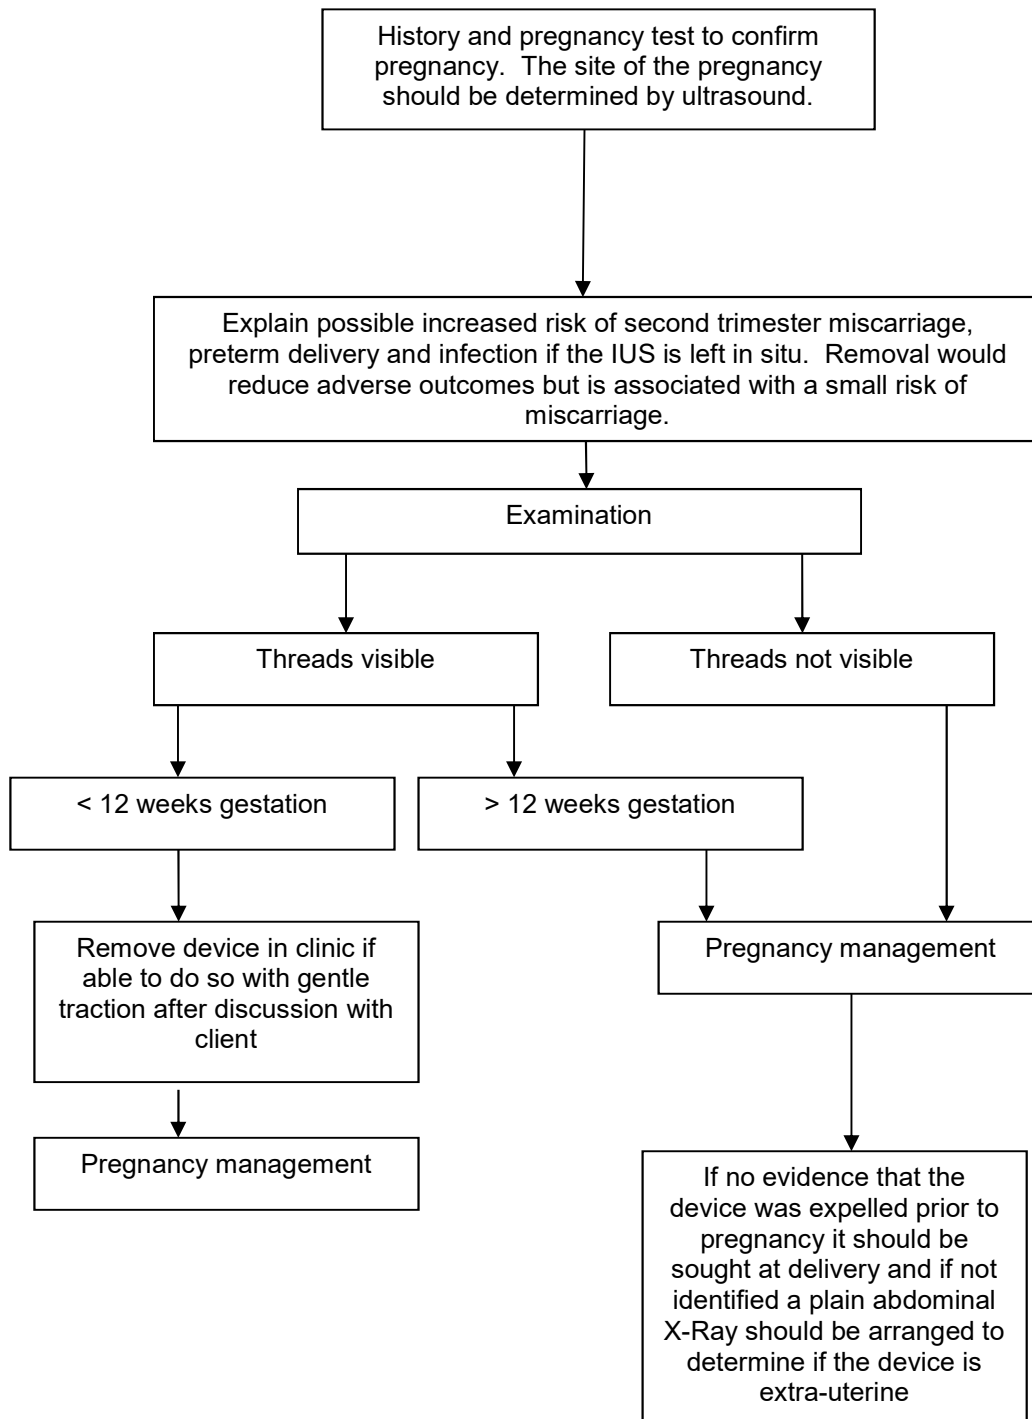 History and pregnancy test to confirm
pregnancy.  The site of the pregnancy
should be determined by ultrasound.
Explain possible increased risk of second trimester miscarriage,
preterm delivery and infection if the IUS is left in situ.  Removal would
reduce adverse outcomes but is associated with a small risk of
miscarriage.
Examination
Threads visible
Threads not visible
< 12 weeks gestation
> 12 weeks gestation
Remove device in clinic if
able to do so with gentle
traction after discussion with
client
Pregnancy management
Pregnancy management
If no evidence that the
device was expelled prior to
pregnancy it should be
sought at delivery and if not
identified a plain abdominal
X-Ray should be arranged to
determine if the device is
extra-uterine